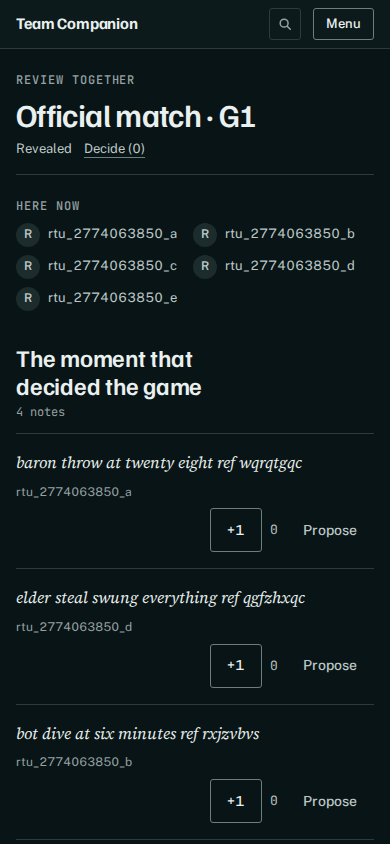 Team Companion
Menu
REVIEW TOGETHER
Official match · G1
Revealed Decide (0)
HERE NOW
R rtu_2774063850_a R rtu_2774063850_b
R rtu_2774063850_c R rtu_2774063850_d
R rtu_2774063850_e
The moment that
decided the game
4 notes
baron throw at twenty eight ref wqrqtgqc
rtu_2774063850_a
+1 0 Propose
elder steal swung everything ref qgfzhxqc
rtu_2774063850_d
+1 0 Propose
bot dive at six minutes ref rxjzvbvs
rtu_2774063850_b
+1 0 Propose